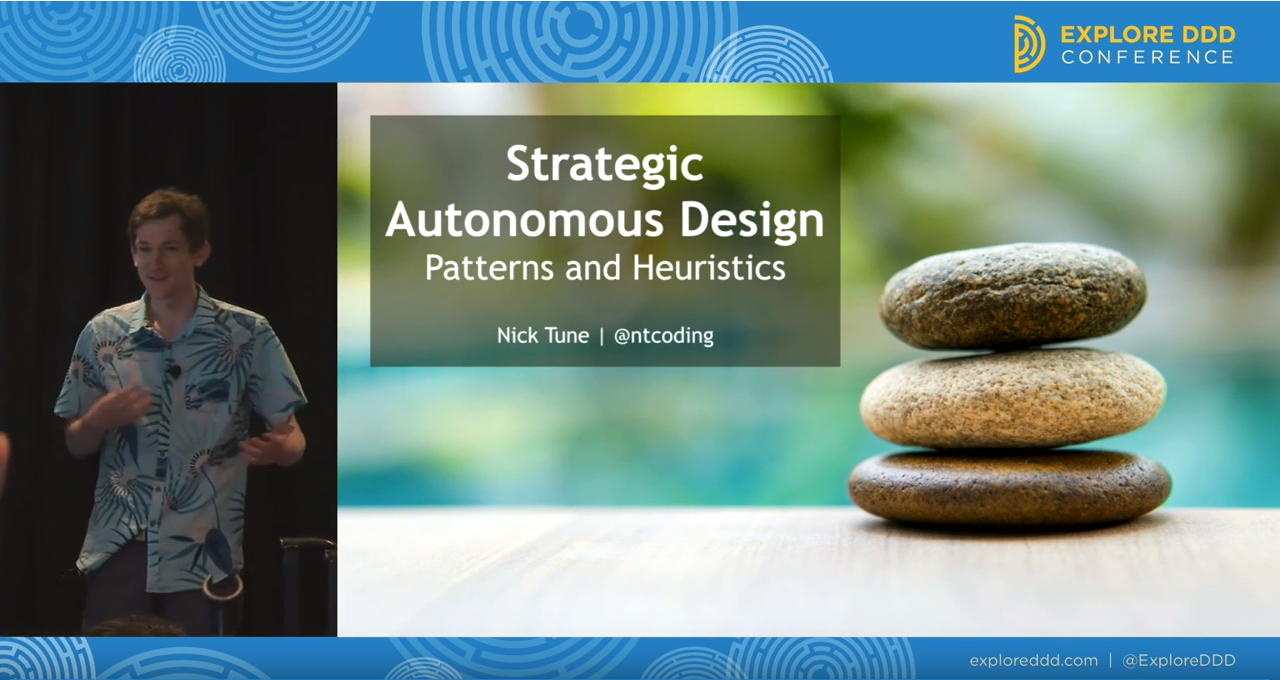 EXPLORE DDD
CONFERENCE
Strategic
Autonomous Design
Patterns and Heuristics
Nick Tune | @ntcoding
exploreddd.com | @ExploreDDD